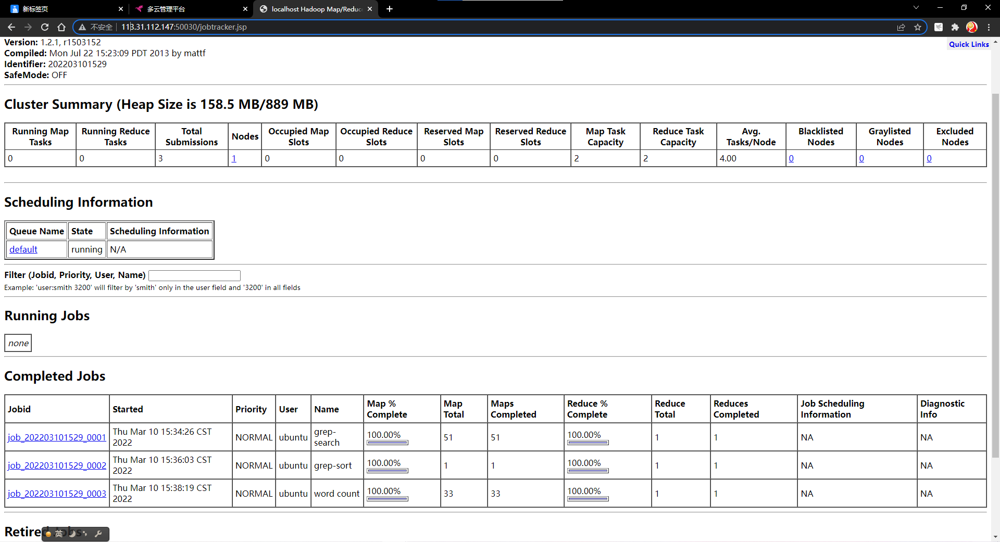 新标签页
多云管理平台
localhost Hadoop Map/Reduc
不安全 113.31.112.147:50030/jobtracker.jsp
Version: 1.2.1, r1503152
Quick Links
Compiled: Mon Jul 22 15:23:09 PDT 2013 by mattf
Identifier: 202203101529
SafeMode: OFF
Cluster Summary (Heap Size is 158.5 MB/889 MB)
Running Map Tasks Running Reduce Tasks Total Submissions Nodes Occupied Map Slots Occupied Reduce Slots Reserved Map Slots Reserved Reduce Slots Map Task Capacity Reduce Task Capacity Avg. Tasks/Node Blacklisted Nodes Graylisted Nodes Excluded Nodes
0 0 3 1 0 0 0 0 2 2 4.00 0 0 0
Scheduling Information
Queue Name State Scheduling Information
default running N/A
Filter (Jobid, Priority, User, Name)
Example: 'user:smith 3200' will filter by 'smith' only in the user field and '3200' in all fields
Running Jobs
none
Completed Jobs
Jobid Started Priority User Name Map % Complete Map Total Maps Completed Reduce % Complete Reduce Total Reduces Completed Job Scheduling Information Diagnostic Info
job_202203101529_0001 Thu Mar 10 15:34:26 CST 2022 NORMAL ubuntu grep-search 100.00% 51 51 100.00% 1 1 NA NA
job_202203101529_0002 Thu Mar 10 15:36:03 CST 2022 NORMAL ubuntu grep-sort 100.00% 1 1 100.00% 1 1 NA NA
job_202203101529_0003 Thu Mar 10 15:38:19 CST 2022 NORMAL ubuntu word count 100.00% 33 33 100.00% 1 1 NA NA
Retired Jobs
英